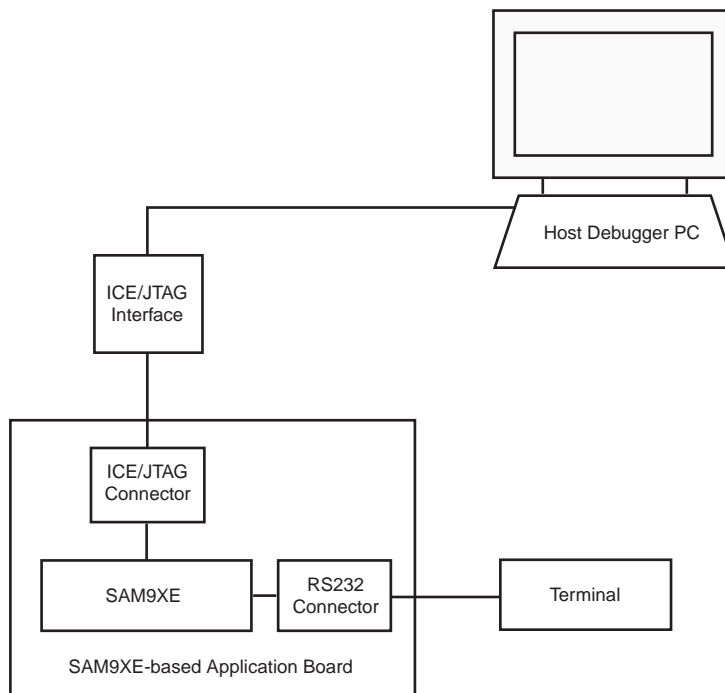 Host Debugger PC
ICE/JTAG
Interface
ICE/JTAG
Connector
SAM9XE
RS232
Connector
Terminal
SAM9XE-based Application Board